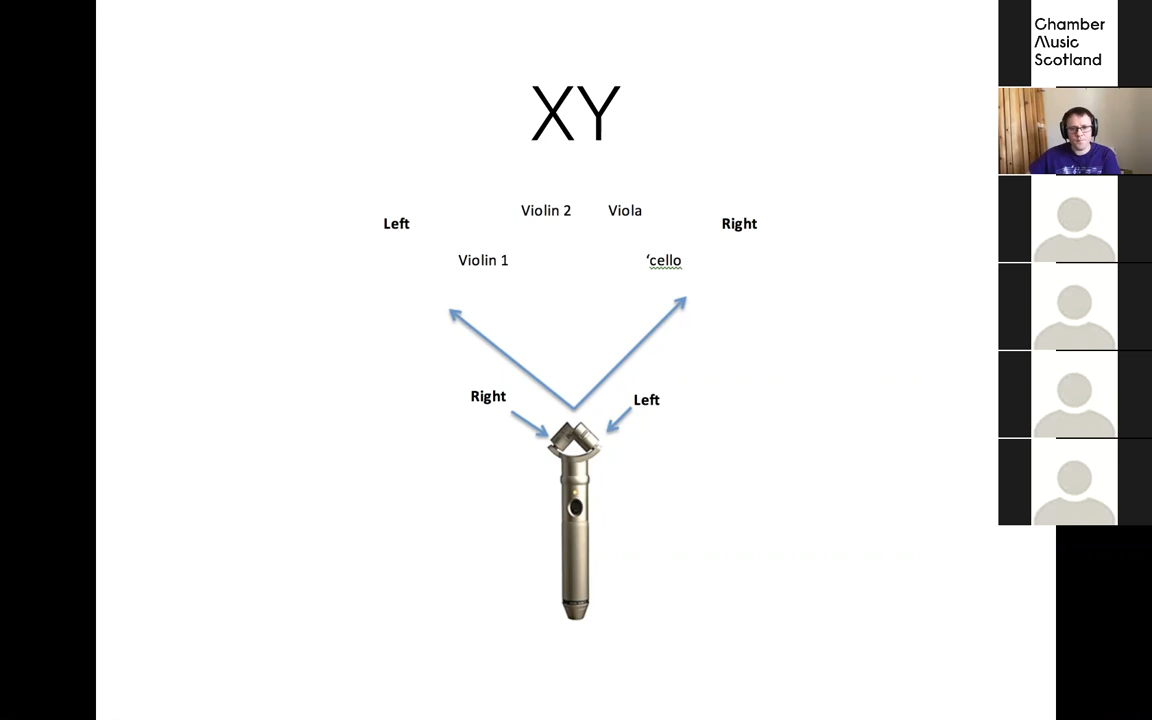 XY
Violin 2 Viola
Left Right
Violin 1 ‘cello
Right Left
Chamber
Music
Scotland